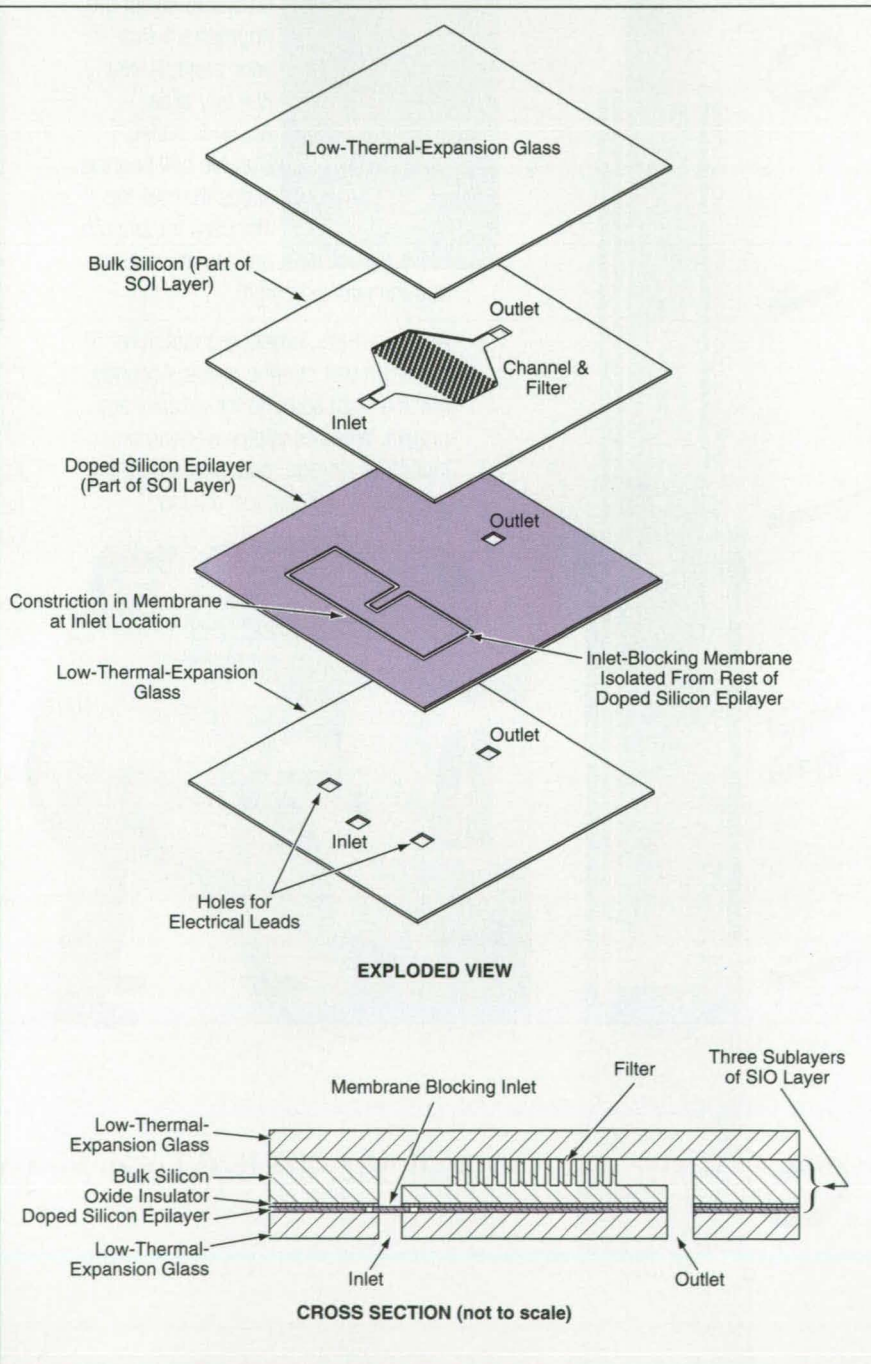 Low-Thermal-Expansion Glass
Bulk Silicon (Part of
SOI Layer)
Outlet
Channel &
Filter
Inlet
Doped Silicon Epilayer
(Part of SOI Layer)
Outlet
Constriction in Membrane
at Inlet Location
Inlet-Blocking Membrane
Isolated From Rest of
Doped Silicon Epilayer
Low-Thermal-Expansion
Glass
Outlet
Inlet
Holes for
Electrical Leads
EXPLODED VIEW
Three Sublayers
of SIO Layer
Filter
Membrane Blocking Inlet
Low-Thermal-
Expansion Glass
Bulk Silicon
Oxide Insulator
Doped Silicon Epilayer
Low-Thermal-
Expansion Glass
Inlet
Outlet
CROSS SECTION (not to scale)